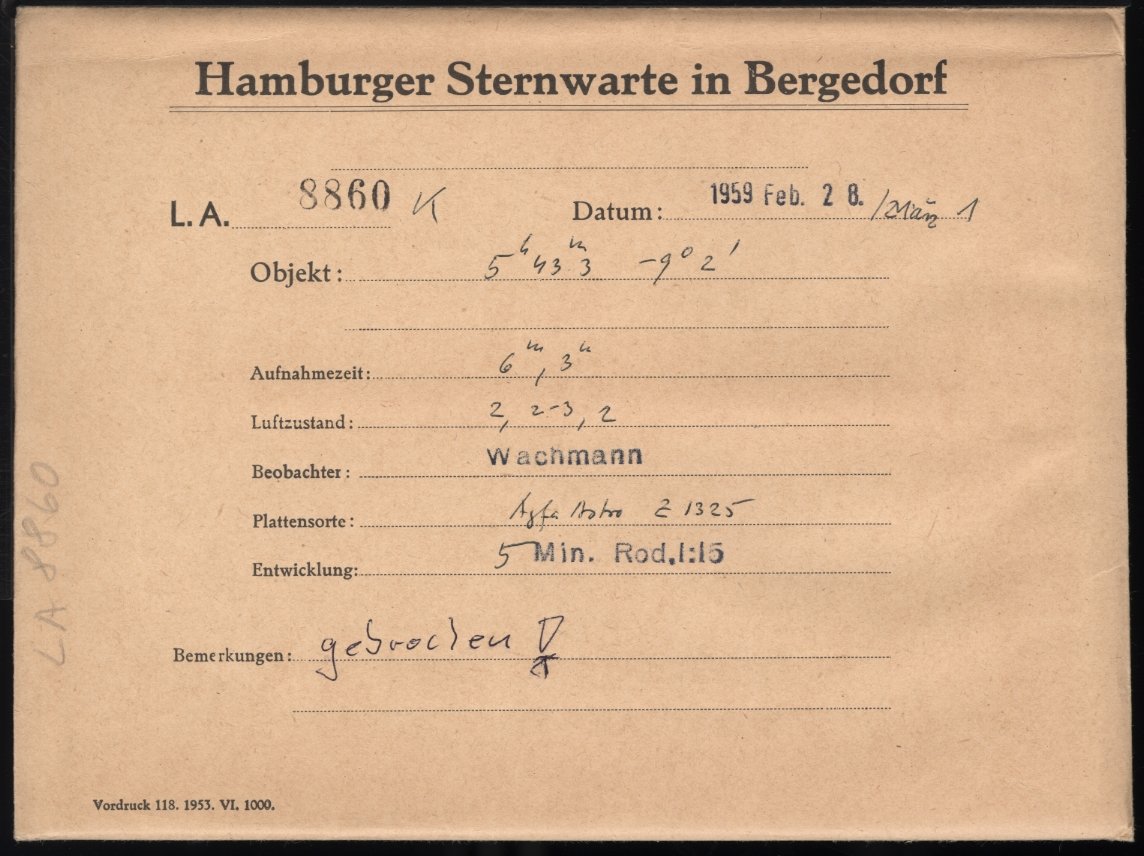 Hamburger Sternwarte in Bergedorf
L. A. 8860 K Datum: 1959 Feb. 28. /März 1
Objekt: 5ʰ43ᵐ3 -9°2'
Aufnahmezeit: 6ᵐ, 3ᵐ
Luftzustand: 2, 2-3, 2
Beobachter: Wachmann
Plattensorte: Agfa Astro Z 1325
Entwicklung: 5 Min. Rod.1:15
Bemerkungen: gebrochen
Vordruck 118. 1953. VI. 1000.
LA 8860